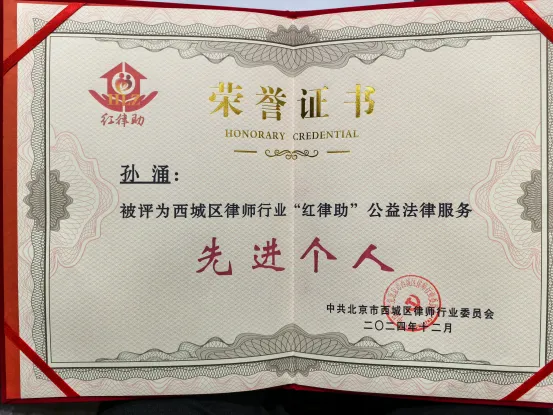 HLZ
红律助
荣誉证书
HONORARY CREDENTIAL
孙 涌：
被评为西城区律师行业“红律助”公益法律服务
先进个人
中共北京市西城区律师行业委员会
二〇二四年十二月